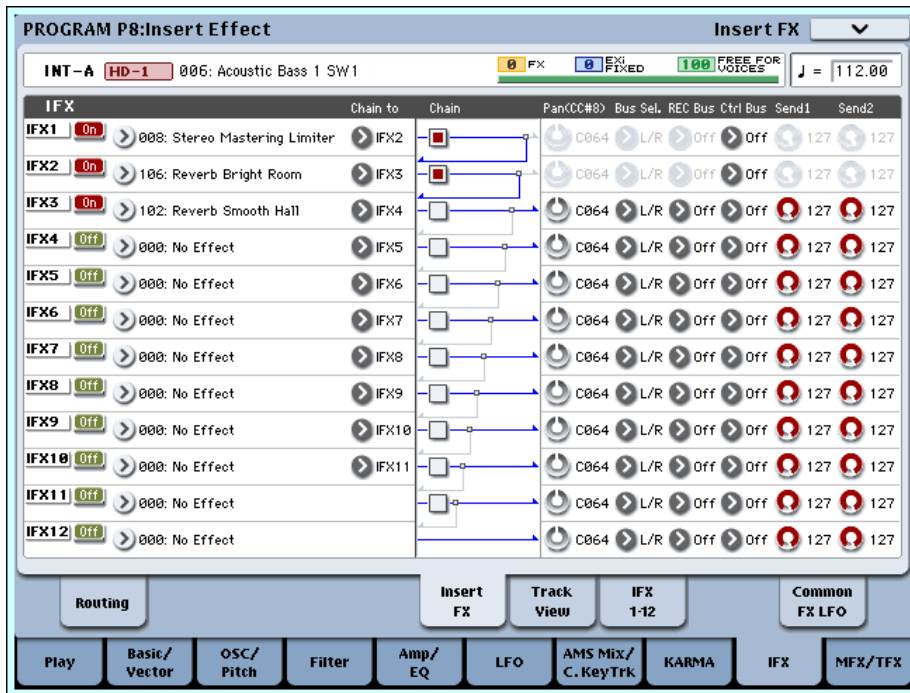 PROGRAM P8:Insert Effect Insert FX
INT-A HD-1 006: Acoustic Bass 1 SW1 0 FX 0 EXi FIXED 100 FREE FOR VOICES ♩ = 112.00
IFX Chain to Chain Pan(CC#8) Bus Sel. REC Bus Ctrl Bus Send1 Send2
IFX1 On 008: Stereo Mastering Limiter IFX2 C064 L/R Off Off 127 127
IFX2 On 106: Reverb Bright Room IFX3 C064 L/R Off Off 127 127
IFX3 On 102: Reverb Smooth Hall IFX4 C064 L/R Off Off 127 127
IFX4 Off 000: No Effect IFX5 C064 L/R Off Off 127 127
IFX5 Off 000: No Effect IFX6 C064 L/R Off Off 127 127
IFX6 Off 000: No Effect IFX7 C064 L/R Off Off 127 127
IFX7 Off 000: No Effect IFX8 C064 L/R Off Off 127 127
IFX8 Off 000: No Effect IFX9 C064 L/R Off Off 127 127
IFX9 Off 000: No Effect IFX10 C064 L/R Off Off 127 127
IFX10 Off 000: No Effect IFX11 C064 L/R Off Off 127 127
IFX11 Off 000: No Effect C064 L/R Off Off 127 127
IFX12 Off 000: No Effect C064 L/R Off Off 127 127
Routing Insert FX Track View IFX 1-12 Common FX LFO
Play Basic/ Vector OSC/ Pitch Filter Amp/ EQ LFO AMS Mix/ C.KeyTrk KARMA IFX MFX/TFX